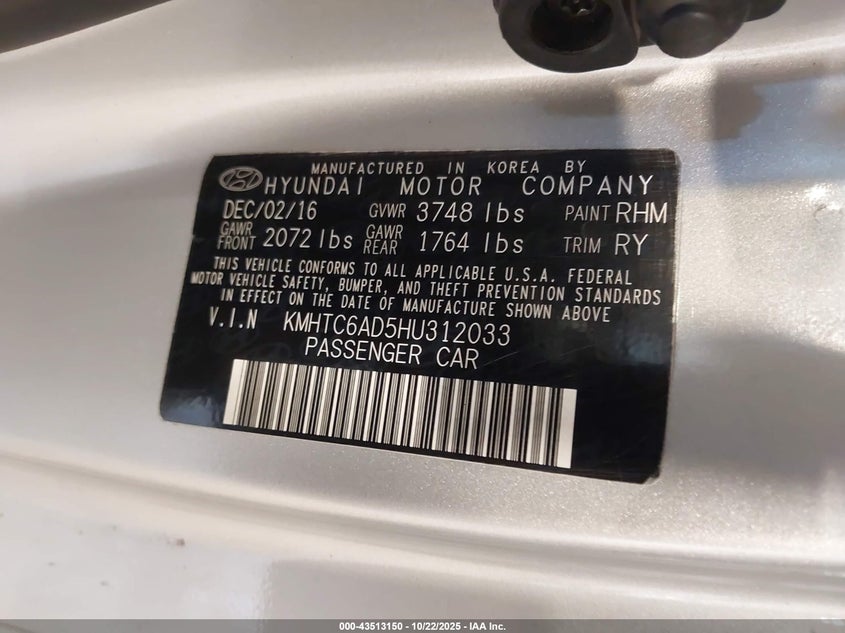 MANUFACTURED IN KOREA BY
HYUNDAI MOTOR COMPANY
DEC/02/16 GVWR 3748 lbs PAINT RHM
GAWR FRONT 2072 lbs GAWR REAR 1764 lbs TRIM RY
THIS VEHICLE CONFORMS TO ALL APPLICABLE U.S.A. FEDERAL
MOTOR VEHICLE SAFETY, BUMPER, AND THEFT PREVENTION STANDARDS
IN EFFECT ON THE DATE OF MANUFACTURE SHOWN ABOVE
V.I.N KMHTC6AD5HU312033
PASSENGER CAR
000-43513150 - 10/22/2025 - IAA Inc.